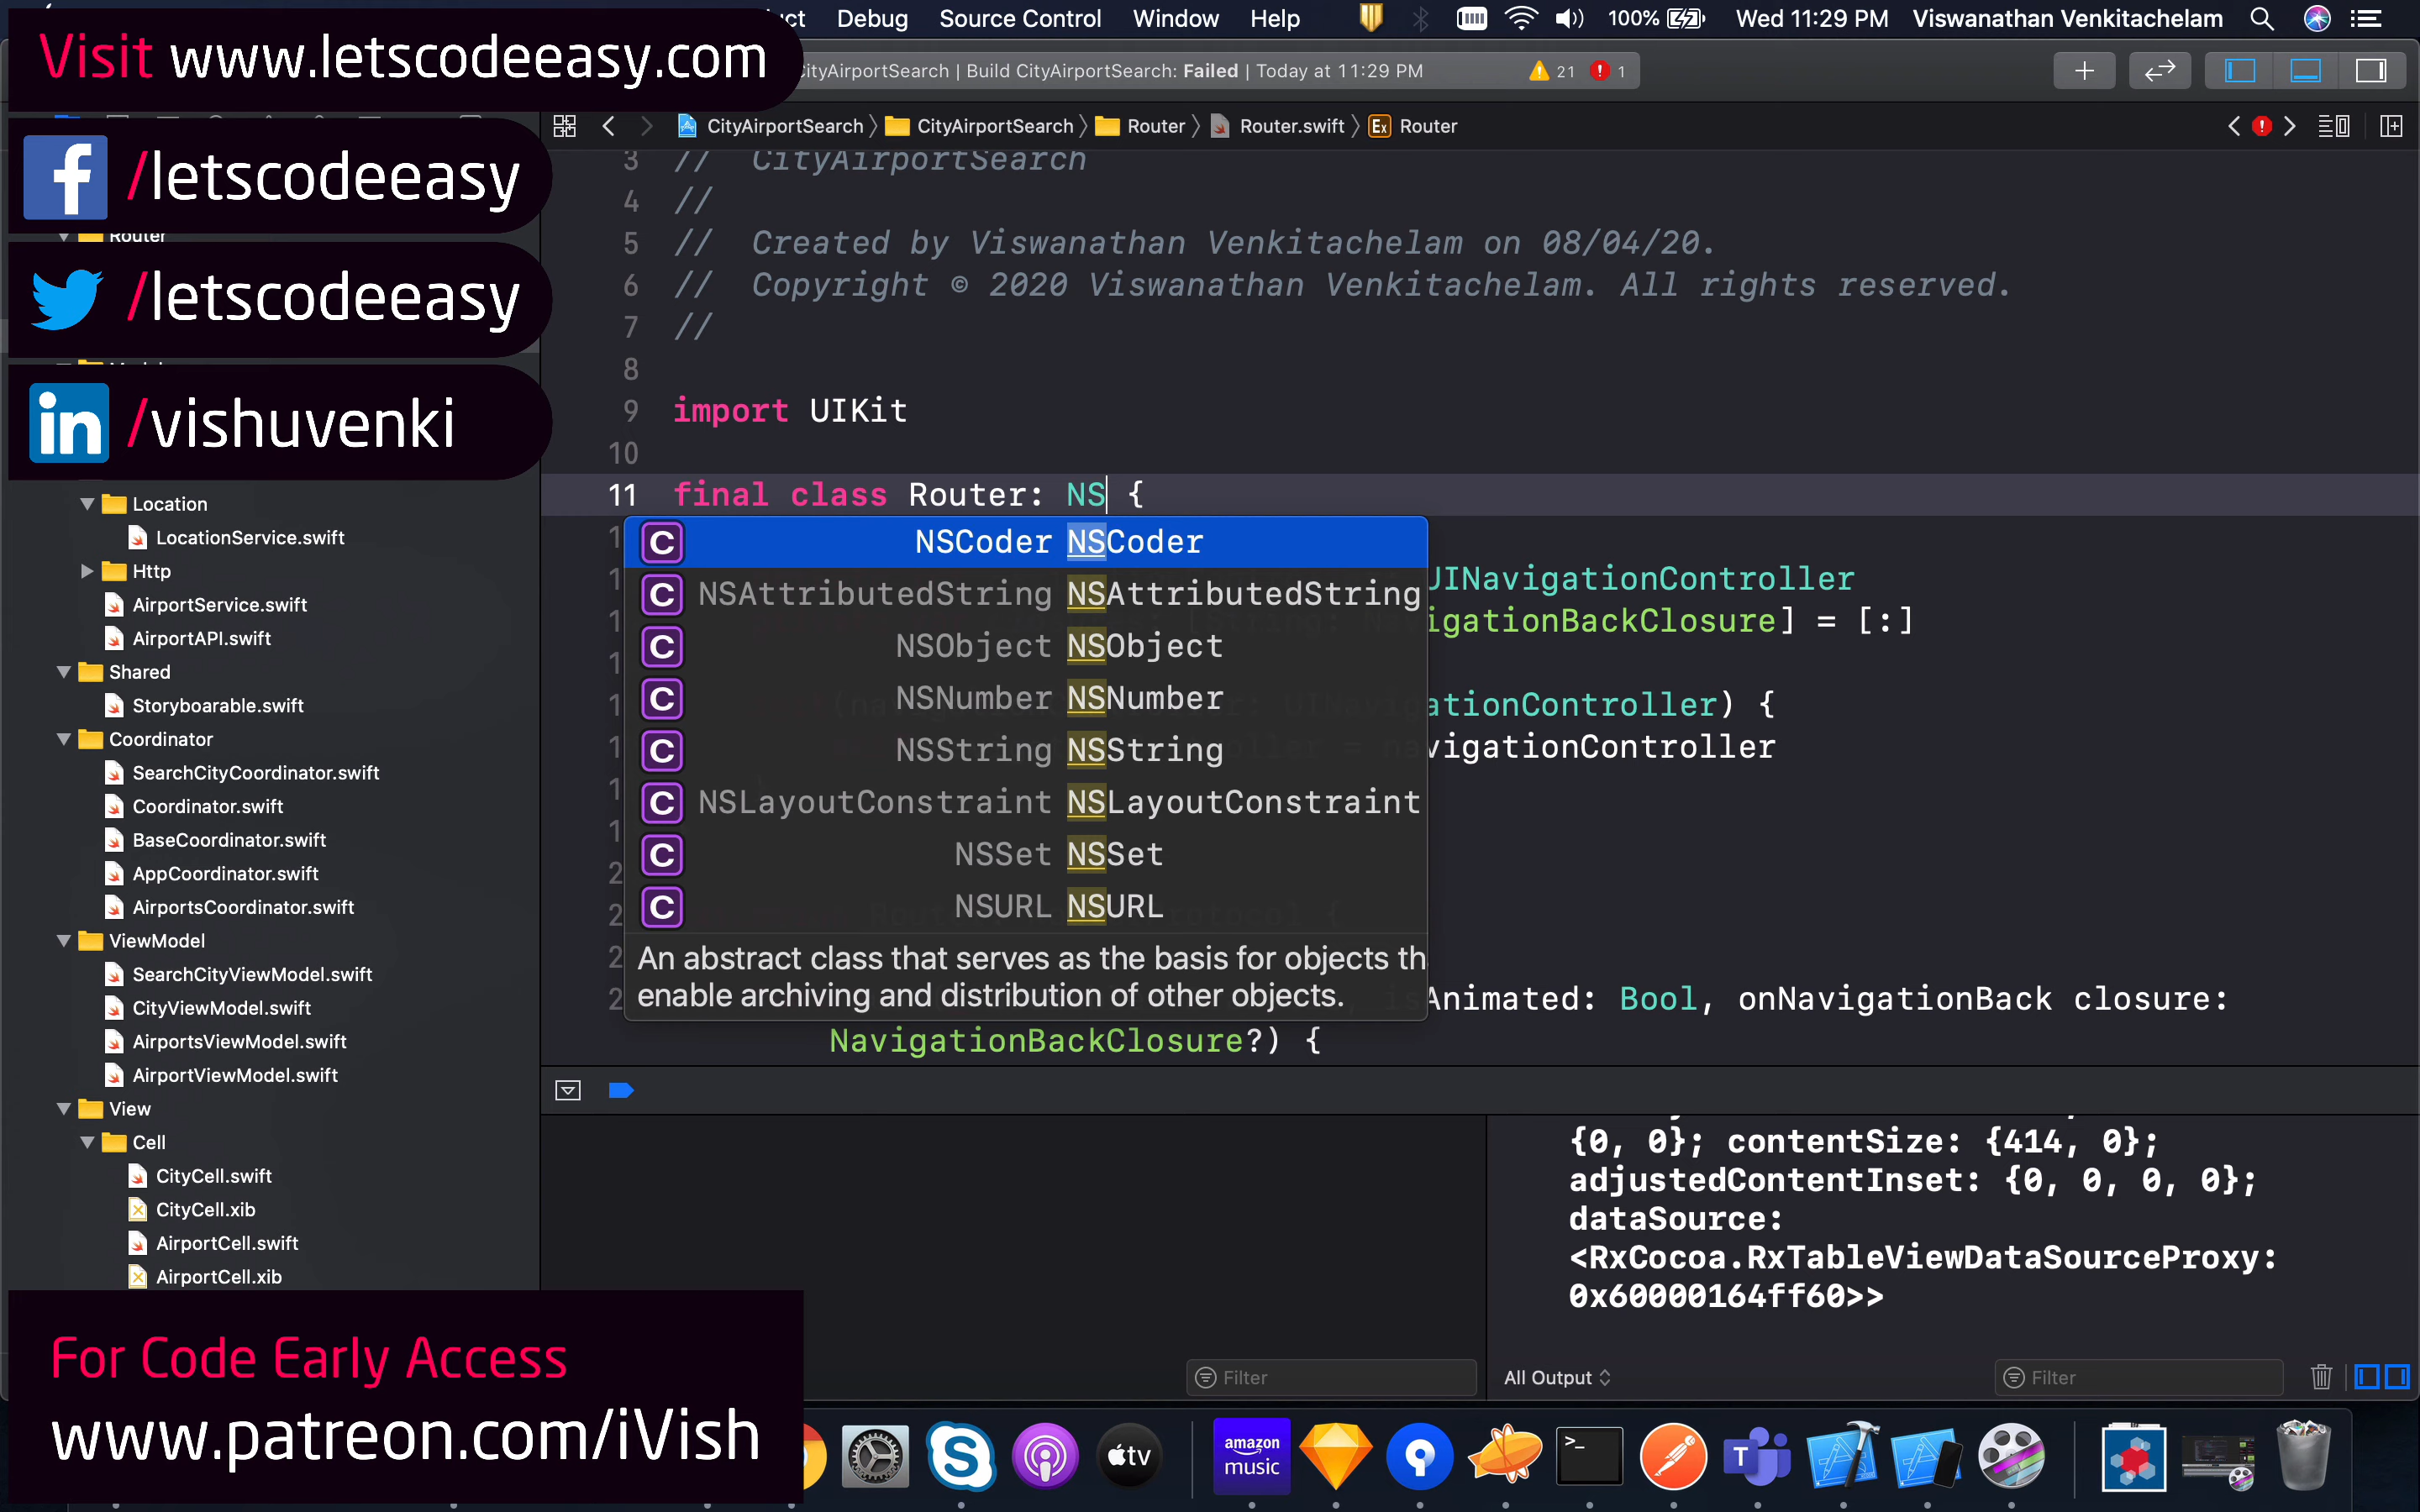 Visit www.letscodeeasy.com
/letscodeeasy
/letscodeeasy
/vishuvenki
Debug Source Control Window Help 100% Wed 11:29 PM Viswanathan Venkitachelam
CityAirportSearch | Build CityAirportSearch: Failed | Today at 11:29 PM 21 1
CityAirportSearch CityAirportSearch Router Router.swift Ex Router
Router
Location
LocationService.swift
Http
AirportService.swift
AirportAPI.swift
Shared
Storyboarable.swift
Coordinator
SearchCityCoordinator.swift
Coordinator.swift
BaseCoordinator.swift
AppCoordinator.swift
AirportsCoordinator.swift
ViewModel
SearchCityViewModel.swift
CityViewModel.swift
AirportsViewModel.swift
AirportViewModel.swift
View
Cell
CityCell.swift
CityCell.xib
AirportCell.swift
AirportCell.xib
3 // CityAirportSearch
4 //
5 // Created by Viswanathan Venkitachelam on 08/04/20.
6 // Copyright © 2020 Viswanathan Venkitachelam. All rights reserved.
7 //
8
9 import UIKit
10
11 final class Router: NS {
C NSCoder NSCoder
C NSAttributedString NSAttributedString
C NSObject NSObject
C NSNumber NSNumber
C NSString NSString
C NSLayoutConstraint NSLayoutConstraint
C NSSet NSSet
C NSURL NSURL
An abstract class that serves as the basis for objects th
enable archiving and distribution of other objects.
UINavigationController
igationBackClosure] = [:]
ationController) {
avigationController
isAnimated: Bool, onNavigationBack closure:
NavigationBackClosure?) {
{0, 0}; contentSize: {414, 0};
adjustedContentInset: {0, 0, 0, 0};
dataSource:
<RxCocoa.RxTableViewDataSourceProxy:
0x60000164ff60>>
Filter
All Output
Filter
For Code Early Access
www.patreon.com/iVish
tv
amazon
music
T